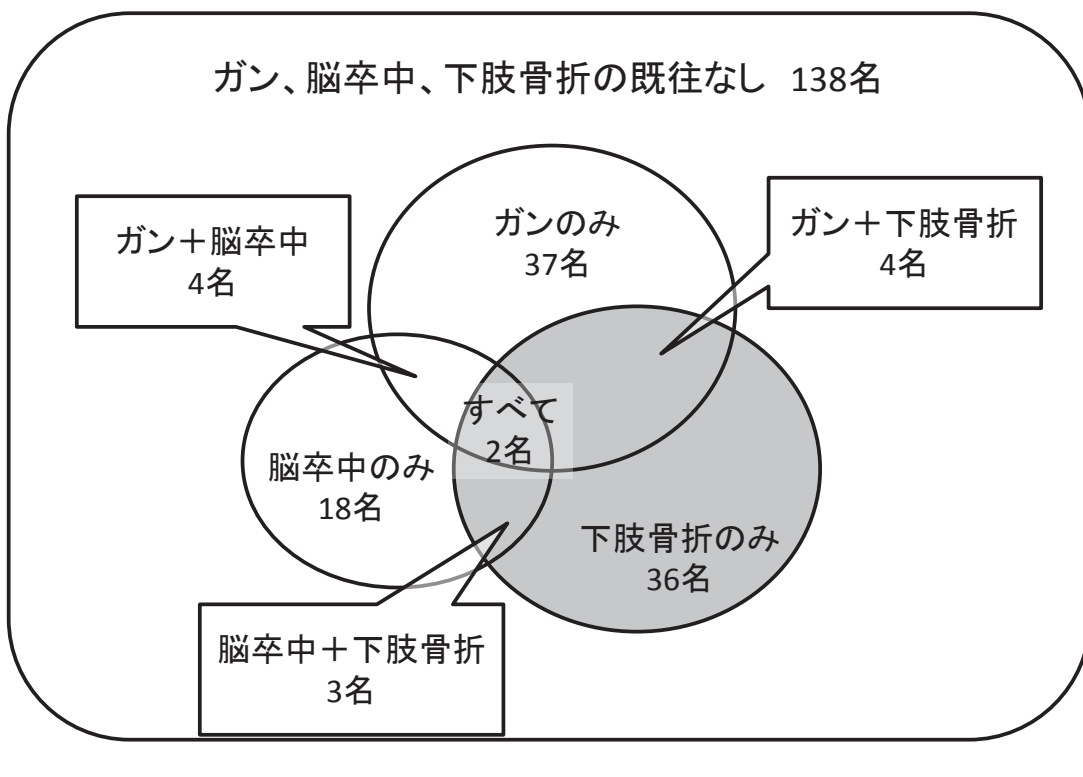 ガン、脳卒中、下肢骨折の既往なし 138名
ガン＋脳卒中
4名
ガンのみ
37名
ガン＋下肢骨折
4名
すべて
2名
脳卒中のみ
18名
下肢骨折のみ
36名
脳卒中＋下肢骨折
3名